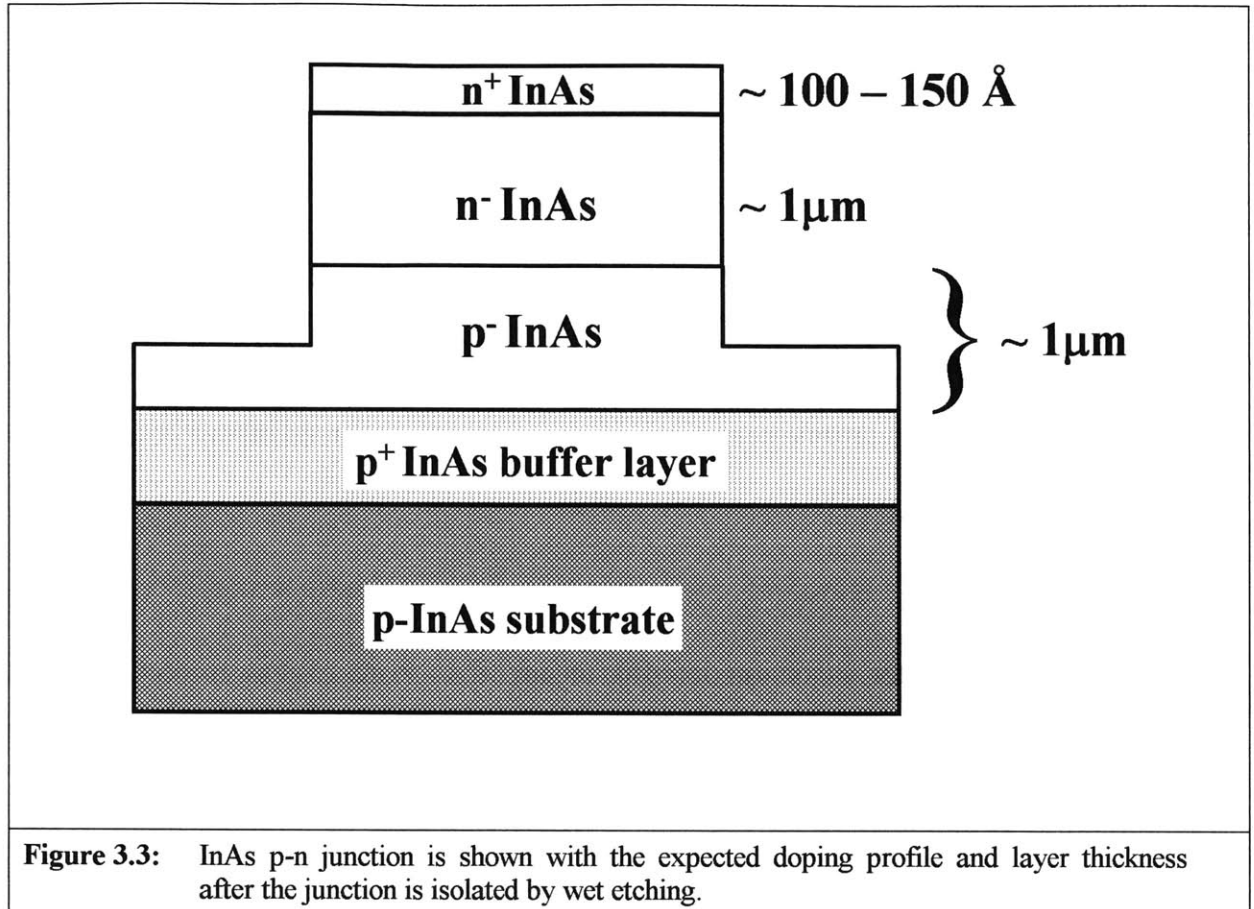 n⁺ InAs ~ 100 – 150 Å
n⁻ InAs ~ 1μm
p⁻ InAs ~ 1μm
p⁺ InAs buffer layer
p-InAs substrate
Figure 3.3: InAs p-n junction is shown with the expected doping profile and layer thickness
after the junction is isolated by wet etching.